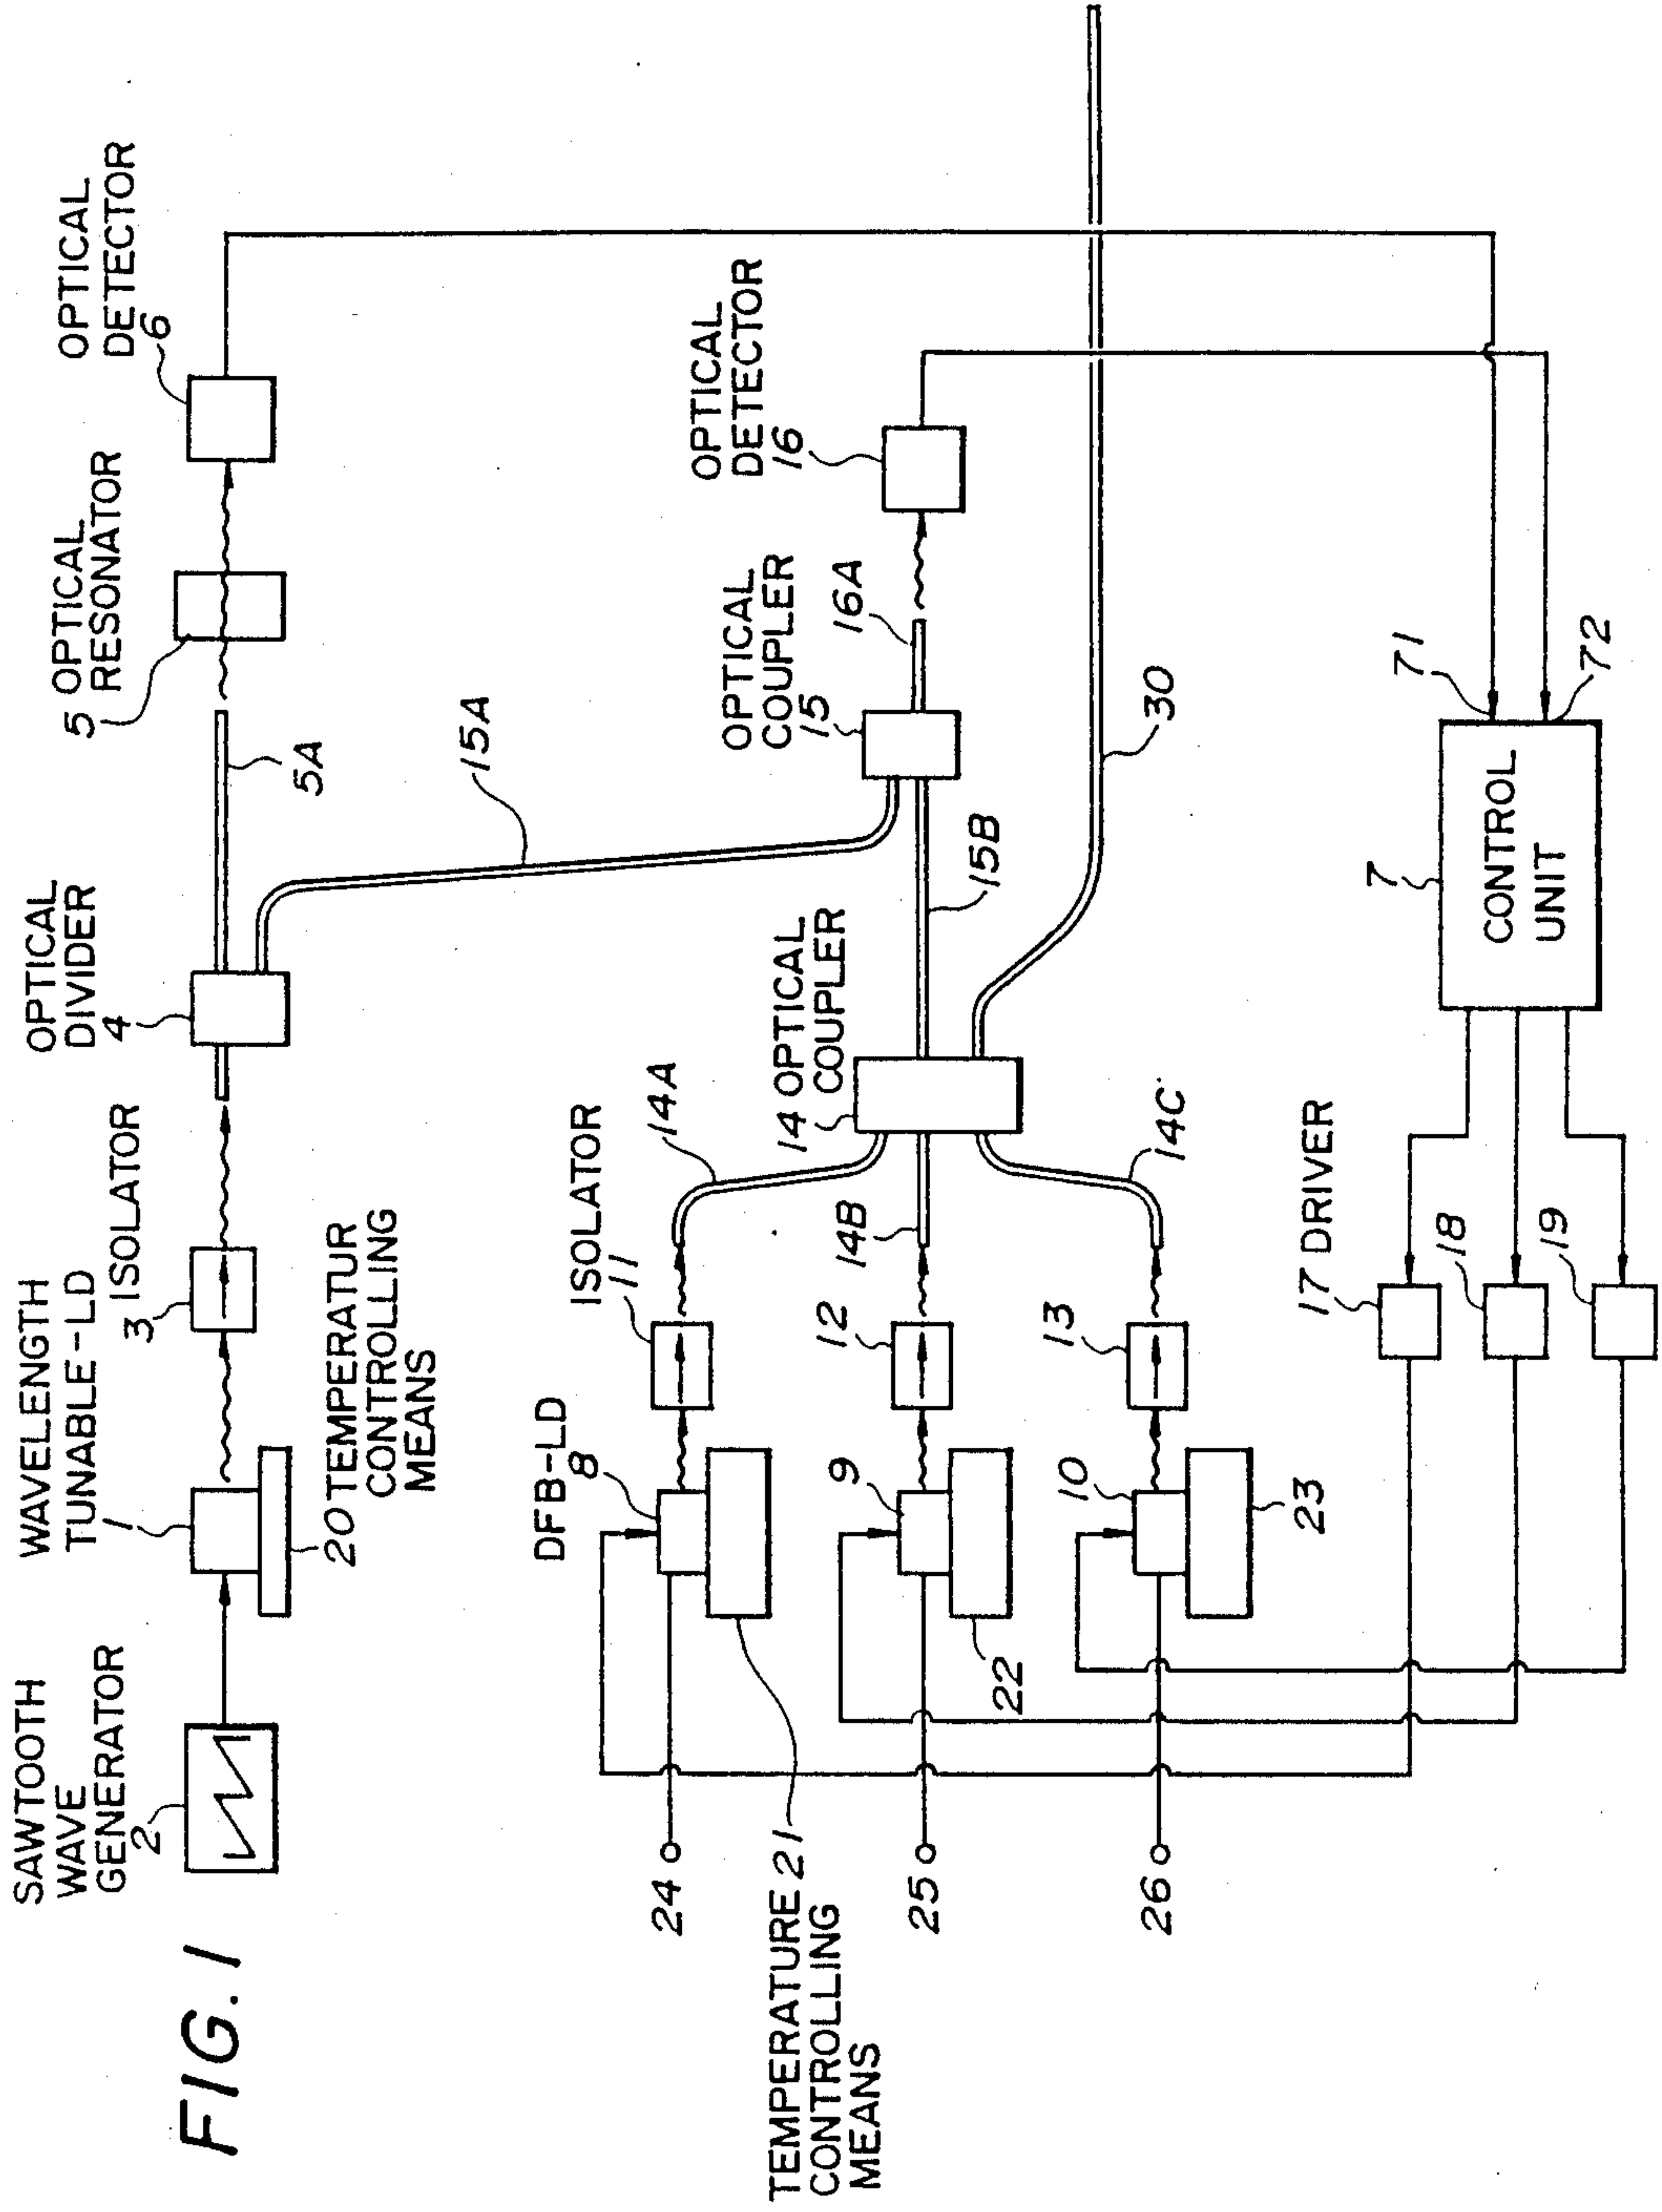 FIG. 1
SAWTOOTH
WAVE
GENERATOR
2
WAVELENGTH
TUNABLE-LD
1
20 TEMPERATUR
CONTROLLING
MEANS
3 ISOLATOR
OPTICAL
DIVIDER
4
5A
5 OPTICAL
RESONATOR
OPTICAL
DETECTOR
6
15A
DFB-LD
8
ISOLATOR
11
14A
14 OPTICAL
COUPLER
OPTICAL
COUPLER
15
16A
OPTICAL
DETECTOR
16
24
TEMPERATURE 21
CONTROLLING
MEANS
25
9
22
12
14B
15B
26
10
23
13
14C
30
17 DRIVER
18
19
7
CONTROL
UNIT
71
72